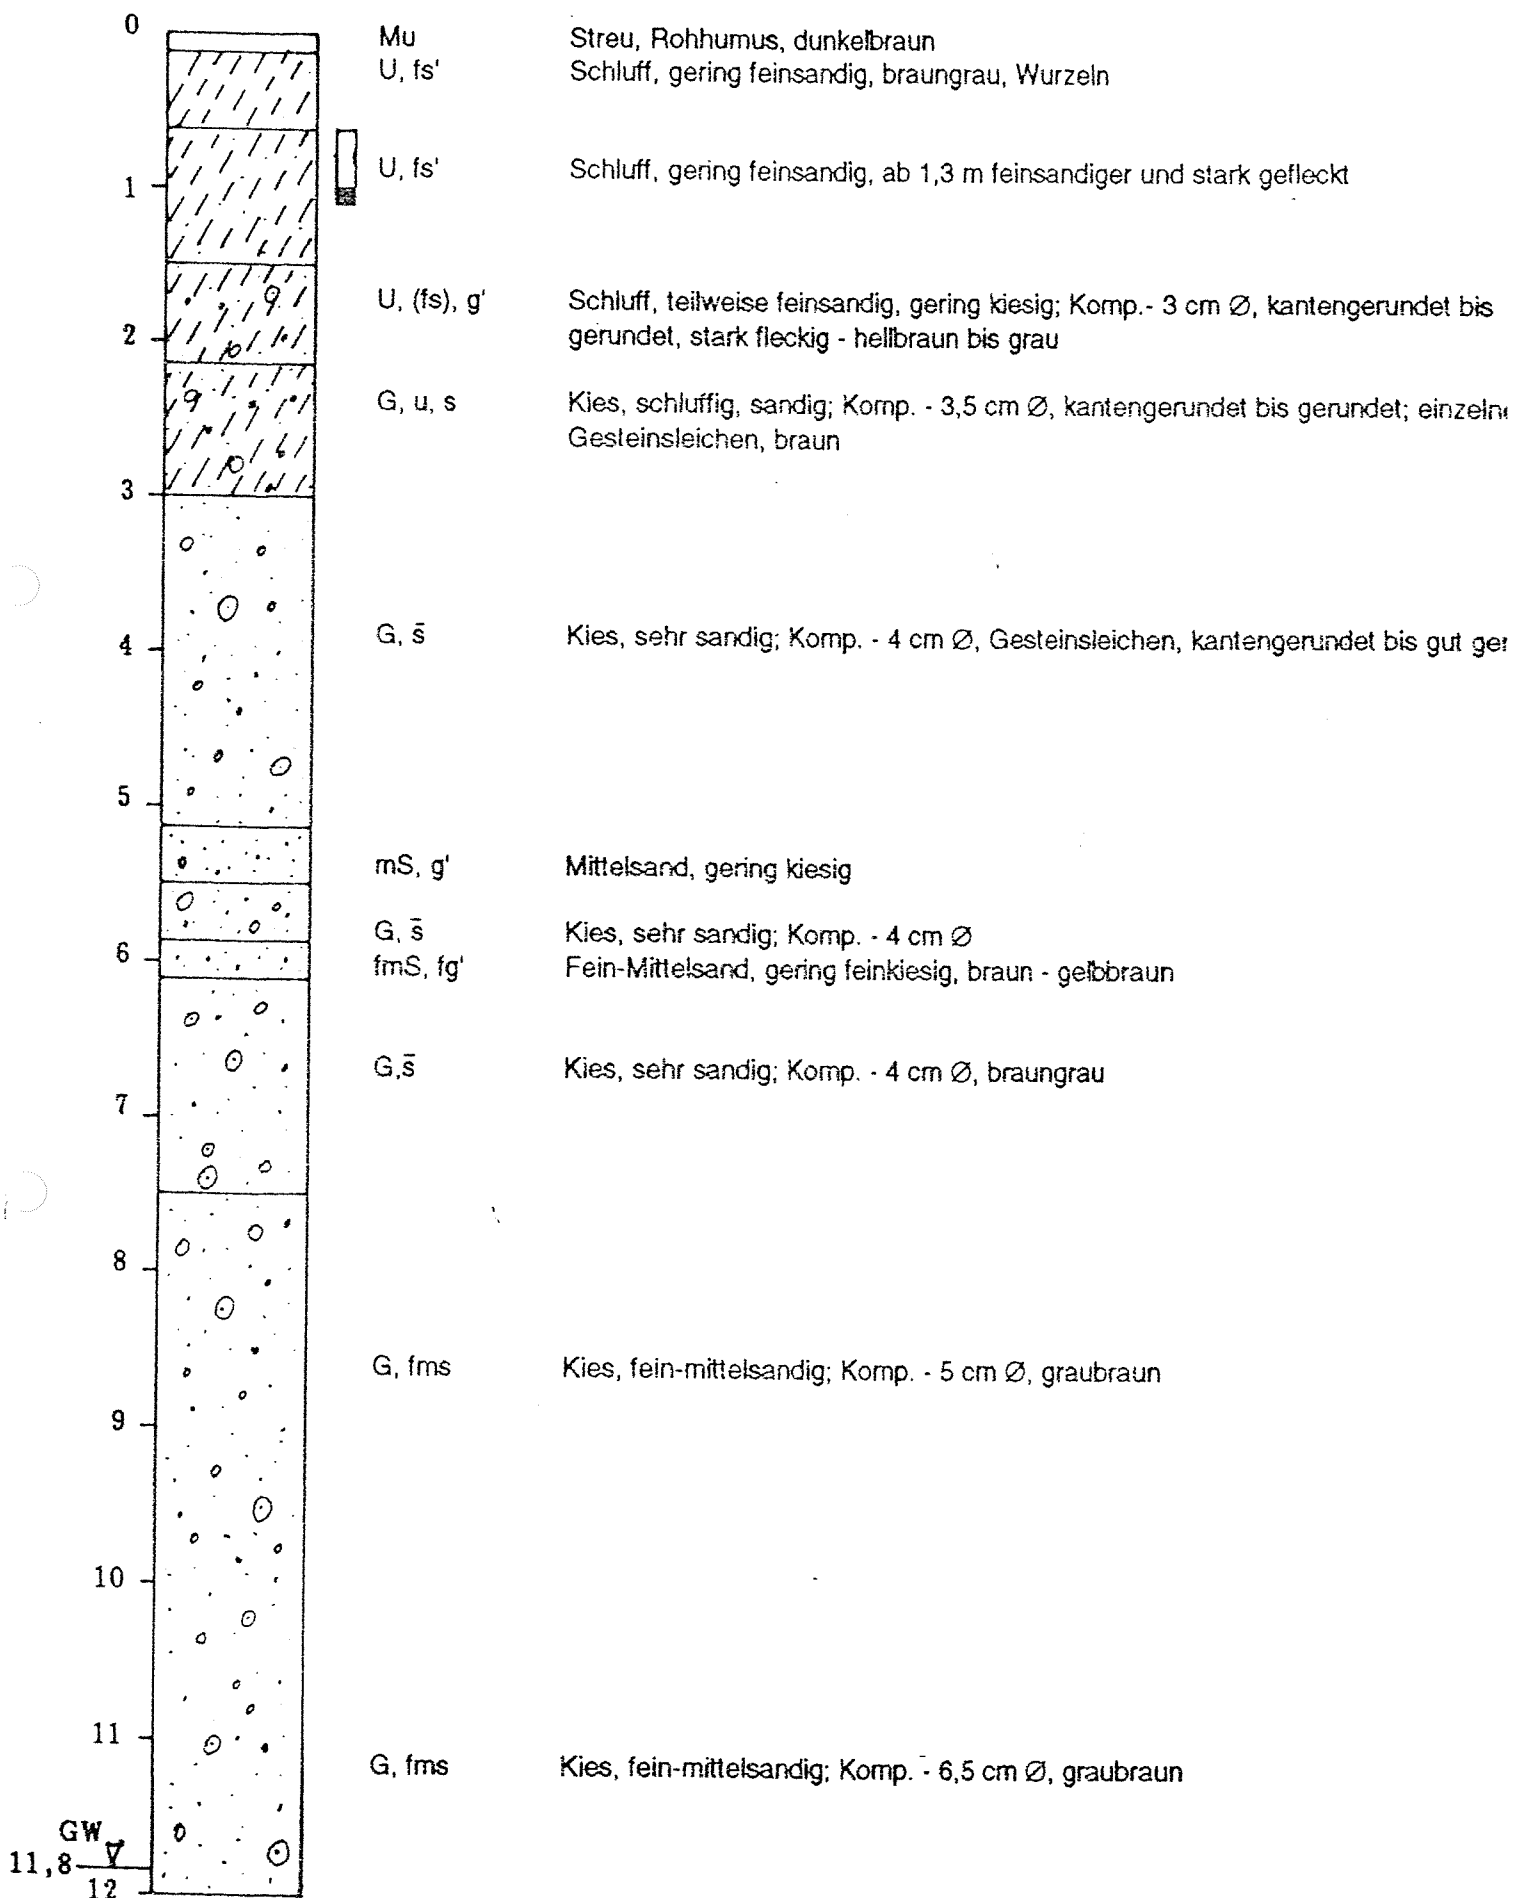 0
Mu Streu, Rohhumus, dunkelbraun
U, fs' Schluff, gering feinsandig, braungrau, Wurzeln
U, fs' Schluff, gering feinsandig, ab 1,3 m feinsandiger und stark gefleckt
1
U, (fs), g' Schluff, teilweise feinsandig, gering kiesig; Komp.- 3 cm Ø, kantengerundet bis
2 gerundet, stark fleckig - hellbraun bis grau
G, u, s Kies, schluffig, sandig; Komp. - 3,5 cm Ø, kantengerundet bis gerundet;
Gesteinsleichen, braun
3
4 G, s̄ Kies, sehr sandig; Komp. - 4 cm Ø, Gesteinsleichen, kantengerundet bis gut
5
mS, g' Mittelsand, gering kiesig
G, s̄ Kies, sehr sandig; Komp. - 4 cm Ø
6 fmS, fg' Fein-Mittelsand, gering feinkiesig, braun - gelbbraun
G,s̄ Kies, sehr sandig; Komp. - 4 cm Ø, braungrau
7
8
G, fms Kies, fein-mittelsandig; Komp. - 5 cm Ø, graubraun
9
10
11
G, fms Kies, fein-mittelsandig; Komp. - 6,5 cm Ø, graubraun
GW
11,8
12